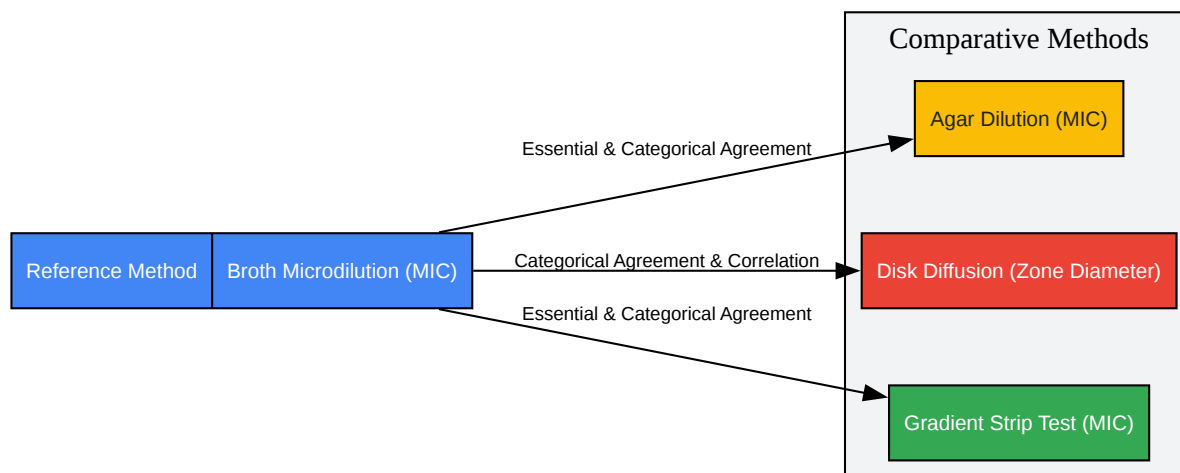 Comparative Methods
Agar Dilution (MIC)
Essential & Categorical Agreement
Reference Method
Broth Microdilution (MIC)
Categorical Agreement & Correlation
Disk Diffusion (Zone Diameter)
Essential & Categorical Agreement
Gradient Strip Test (MIC)